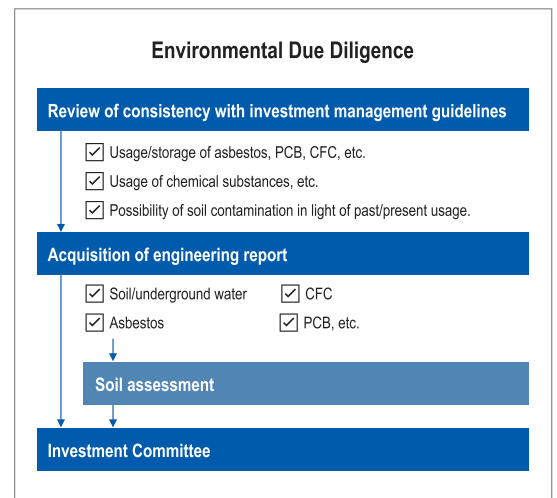 Environmental Due Diligence
Review of consistency with investment management guidelines
Usage/storage of asbestos, PCB, CFC, etc.
Usage of chemical substances, etc.
Possibility of soil contamination in light of past/present usage.
Acquisition of engineering report
Soil/underground water CFC
Asbestos PCB, etc.
Soil assessment
Investment Committee